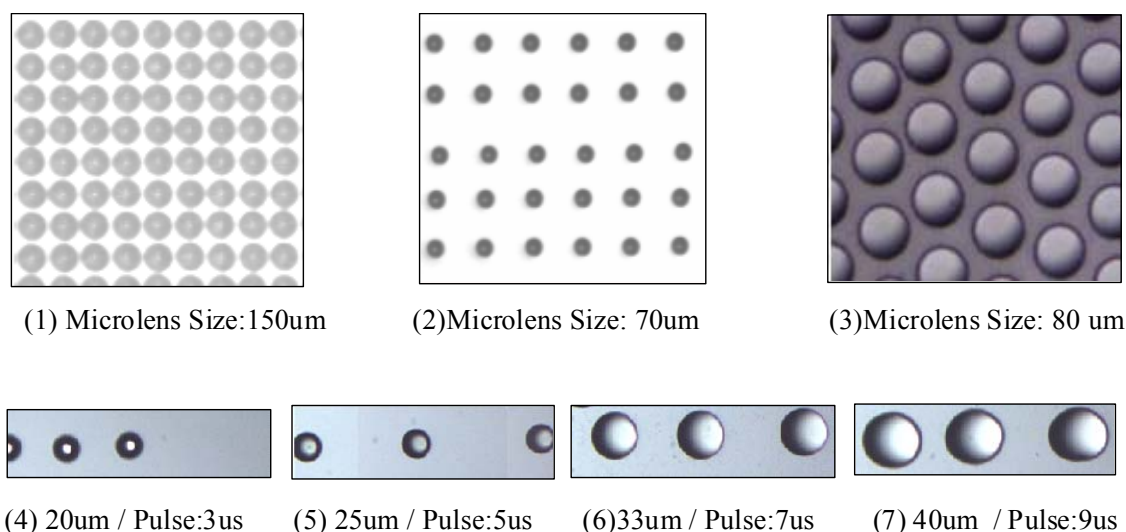 (1) Microlens Size:150um
(2)Microlens Size: 70um
(3)Microlens Size: 80 um
(4) 20um / Pulse:3us
(5) 25um / Pulse:5us
(6)33um / Pulse:7us
(7) 40um / Pulse:9us